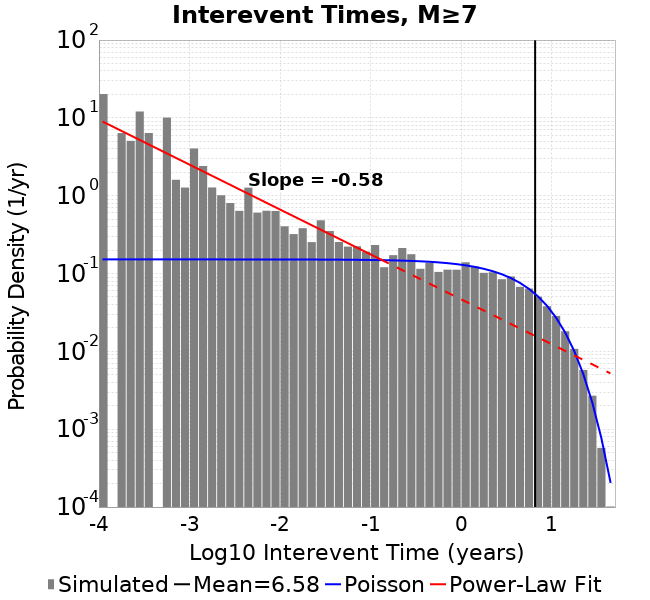 Interevent Times, M≥7
Probability Density (1/yr)
10^2
10^1
10^0
10^-1
10^-2
10^-3
10^-4
Slope = -0.58
-4 -3 -2 -1 0 1
Log10 Interevent Time (years)
Simulated Mean=6.58 Poisson Power-Law Fit